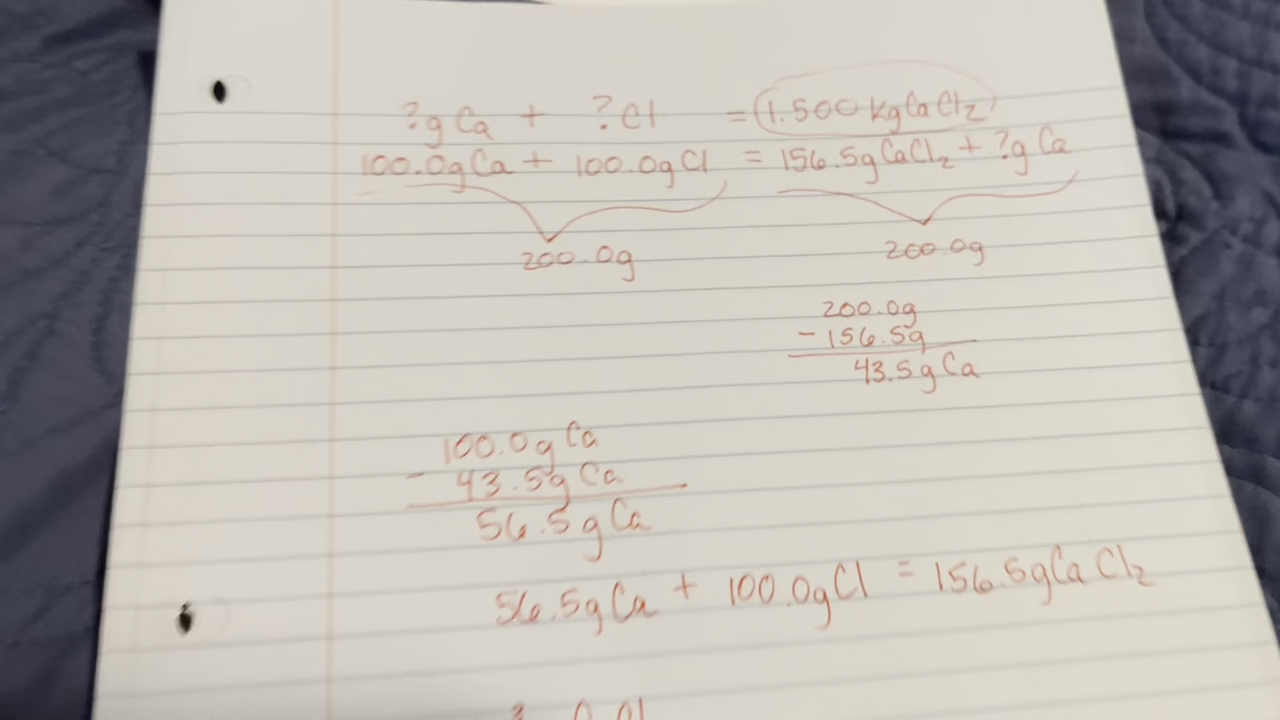 ?g Ca + ?Cl = 1.500 kg CaCl₂
100.0g Ca + 100.0g Cl = 156.5g CaCl₂ + ?g Ca
200.0g 200.0g
200.0g
- 156.5g
43.5g Ca
100.0g Ca
- 43.5g Ca
56.5g Ca
56.5g Ca + 100.0g Cl = 156.5g CaCl₂